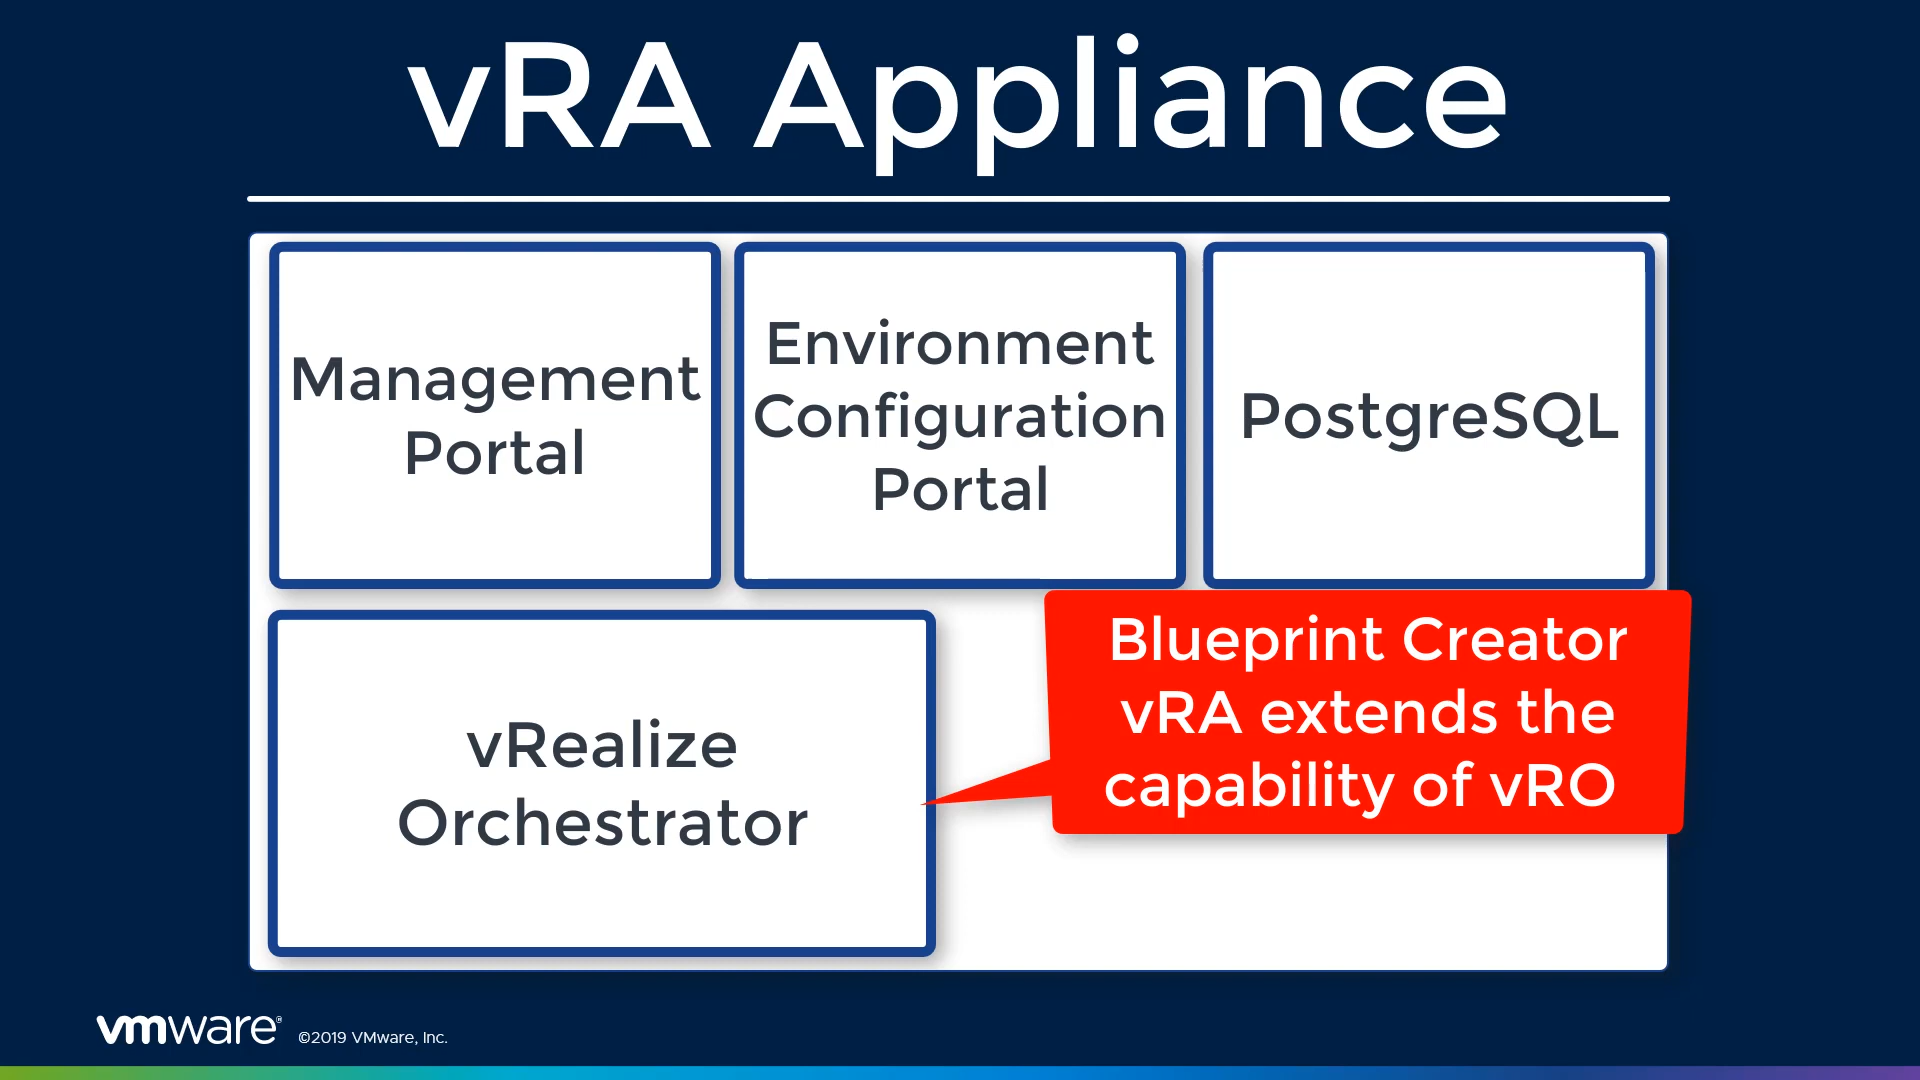 vRA Appliance
Management
Portal
Environment
Configuration
Portal
PostgreSQL
vRealize
Orchestrator
Blueprint Creator
vRA extends the
capability of vRO
vmware® ©2019 VMware, Inc.